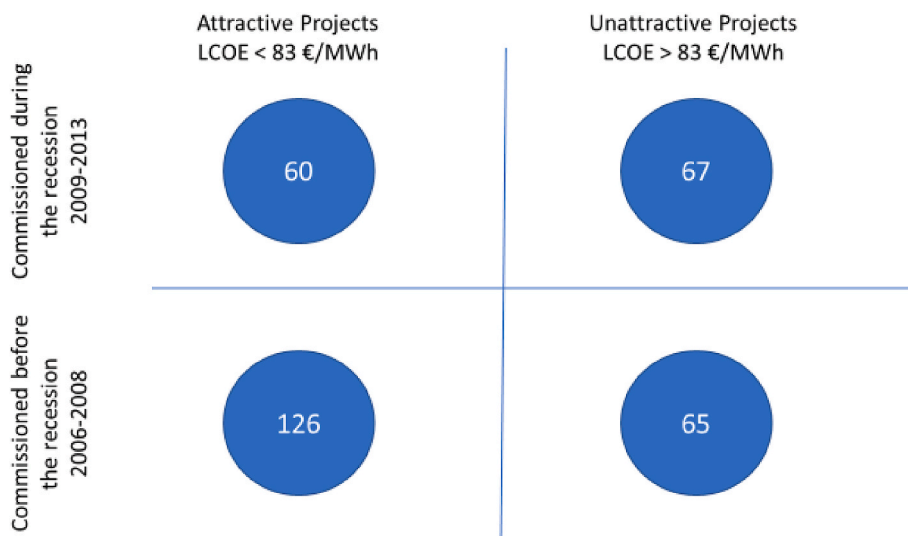 Attractive Projects
LCOE < 83 €/MWh
Unattractive Projects
LCOE > 83 €/MWh
Commissioned during
the recession
2009-2013
60
67
Commissioned before
the recession
2006-2008
126
65